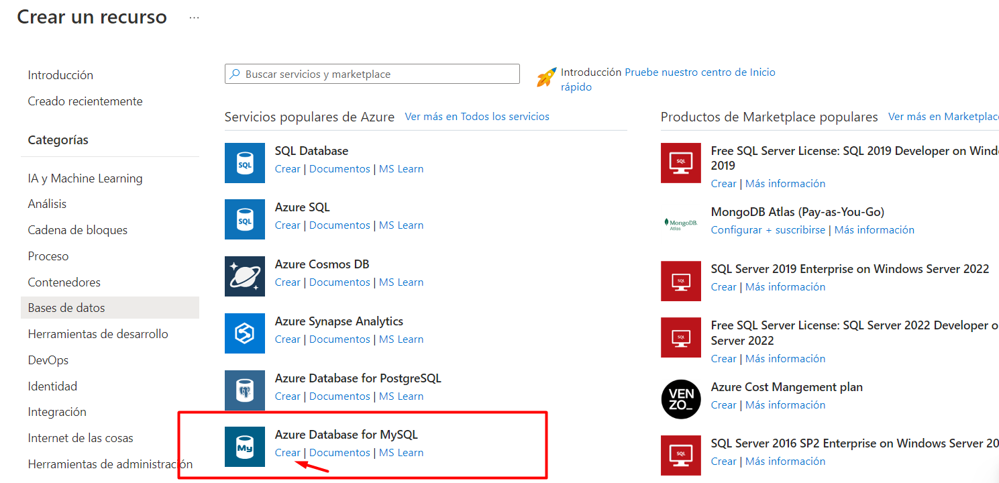 Crear un recurso ...
Introducción
Creado recientemente
Categorías
IA y Machine Learning
Análisis
Cadena de bloques
Proceso
Contenedores
Bases de datos
Herramientas de desarrollo
DevOps
Identidad
Integración
Internet de las cosas
Herramientas de administración
Buscar servicios y marketplace
Introducción Pruebe nuestro centro de Inicio
rápido
Servicios populares de Azure Ver más en Todos los servicios
SQL
SQL Database
Crear | Documentos | MS Learn
SQL
Azure SQL
Crear | Documentos | MS Learn
Azure Cosmos DB
Crear | Documentos | MS Learn
Azure Synapse Analytics
Crear | Documentos | MS Learn
Azure Database for PostgreSQL
Crear | Documentos | MS Learn
My
Azure Database for MySQL
Crear | Documentos | MS Learn
Productos de Marketplace populares Ver más en Marketplace
SQL
Free SQL Server License: SQL 2019 Developer on Wind
2019
Crear | Más información
MongoDB.
Atlas
MongoDB Atlas (Pay-as-You-Go)
Configurar + suscribirse | Más información
SQL
SQL Server 2019 Enterprise on Windows Server 2022
Crear | Más información
SQL
Free SQL Server License: SQL Server 2022 Developer o
Server 2022
Crear | Más información
VEN
ZO_
Azure Cost Mangement plan
Crear | Más información
SQL
SQL Server 2016 SP2 Enterprise on Windows Server 20
Crear | Más información